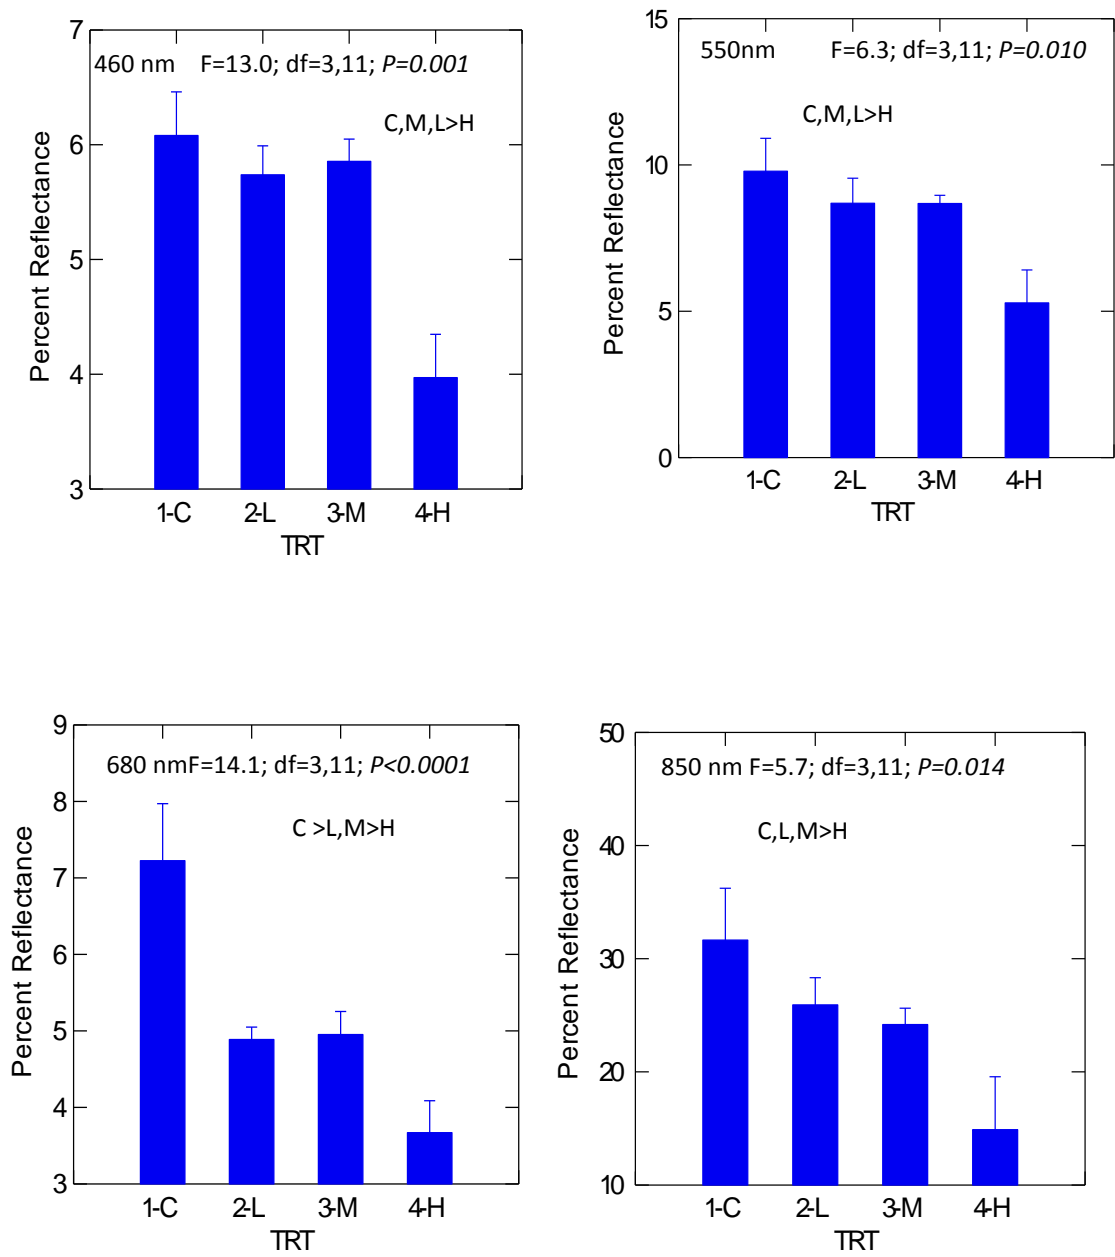 7
460 nm F=13.0; df=3,11; P=0.001
C,M,L>H
6
5
4
3
Percent Reflectance
1-C 2-L 3-M 4-H
TRT
15
550nm F=6.3; df=3,11; P=0.010
C,M,L>H
10
5
0
Percent Reflectance
1-C 2-L 3-M 4-H
TRT
9
680 nmF=14.1; df=3,11; P<0.0001
8
C >L,M>H
7
6
5
4
3
Percent Reflectance
1-C 2-L 3-M 4-H
TRT
50
850 nm F=5.7; df=3,11; P=0.014
40
C,L,M>H
30
20
10
Percent Reflectance
1-C 2-L 3-M 4-H
TRT